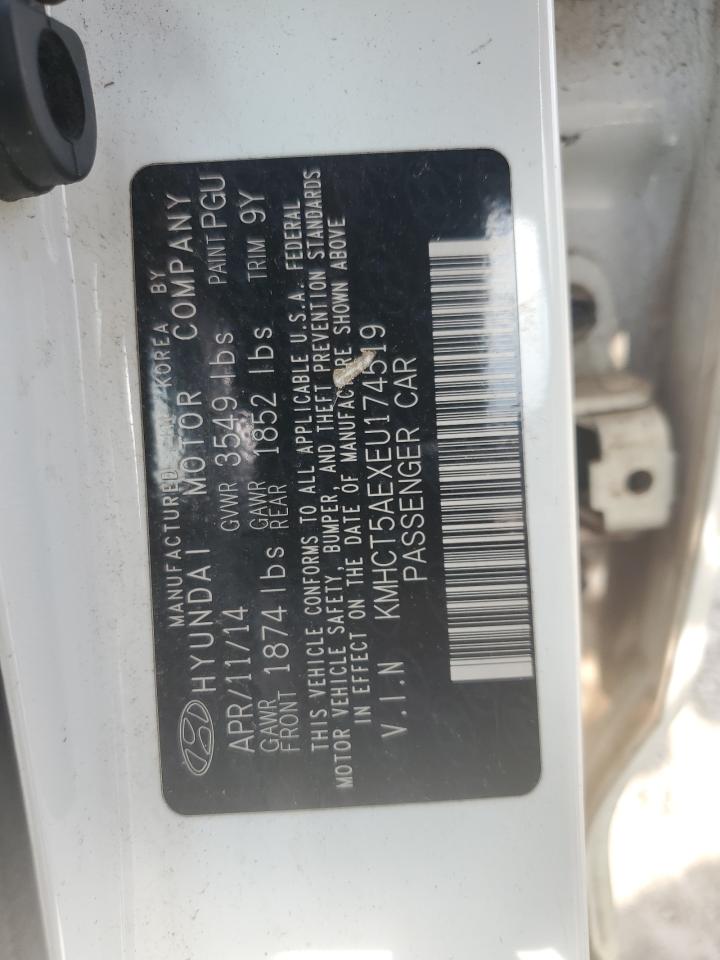 MANUFACTURED KOREA BY
HYUNDAI MOTOR COMPANY
APR/11/14 GVWR 3549 lbs PAINT PGU
GAWR FRONT 1874 lbs GAWR REAR 1852 lbs TRIM 9Y
THIS VEHICLE CONFORMS TO ALL APPLICABLE U.S.A. FEDERAL
MOTOR VEHICLE SAFETY, BUMPER, AND THEFT PREVENTION STANDARDS
IN EFFECT ON THE DATE OF MANUFACTURE SHOWN ABOVE
V.I.N KMHCT5AEXEU174519
PASSENGER CAR